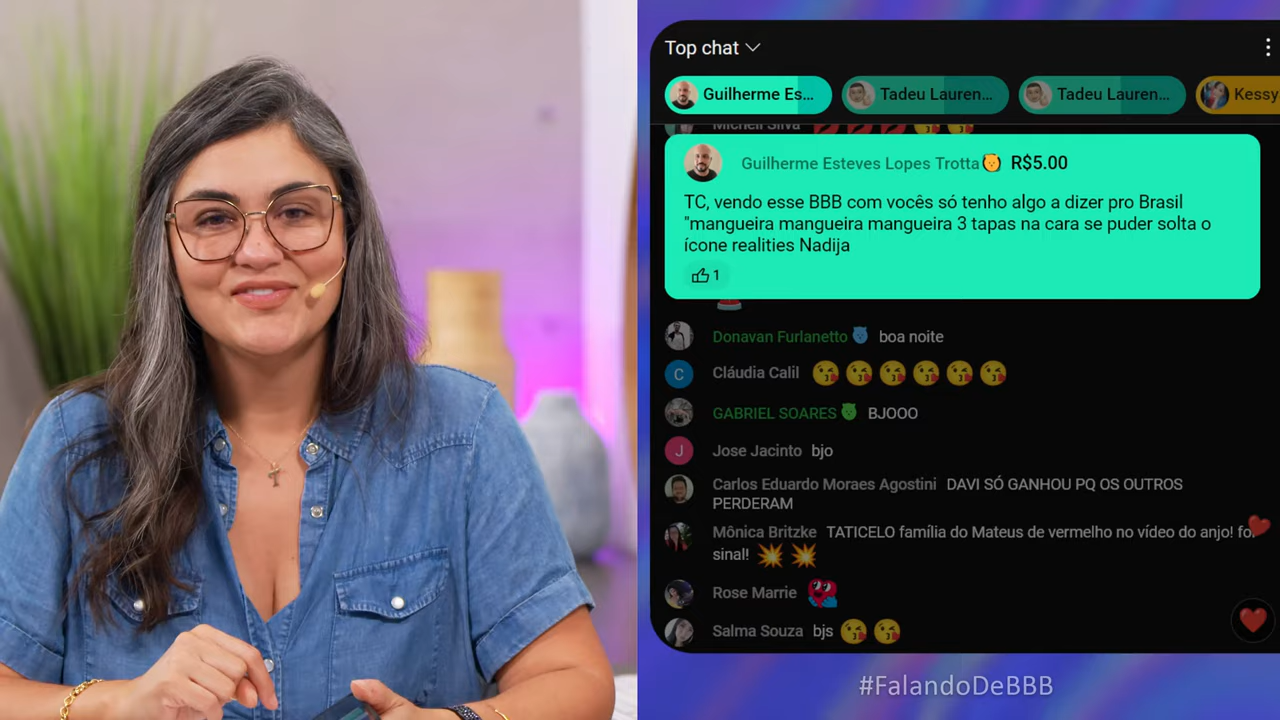 Top chat
Guilherme Es...
Tadeu Lauren...
Tadeu Lauren...
Kessy
Micheli Silva
Guilherme Esteves Lopes Trotta R$5.00
TC, vendo esse BBB com vocês só tenho algo a dizer pro Brasil
"mangueira mangueira mangueira 3 tapas na cara se puder solta o
ícone realities Nadija
1
Donavan Furlanetto boa noite
C Cláudia Calil
GABRIEL SOARES BJOOO
J Jose Jacinto bjo
Carlos Eduardo Moraes Agostini DAVI SÓ GANHOU PQ OS OUTROS
PERDERAM
Mônica Britzke TATICELO família do Mateus de vermelho no vídeo do anjo! foi
sinal!
Rose Marrie
Salma Souza bjs
#FalandoDeBBB